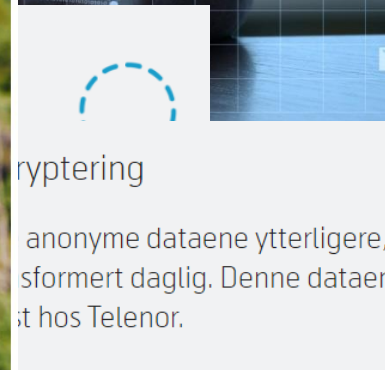 ryptering
anonyme dataene ytterligere,
sformert daglig. Denne dataen
st hos Telenor.